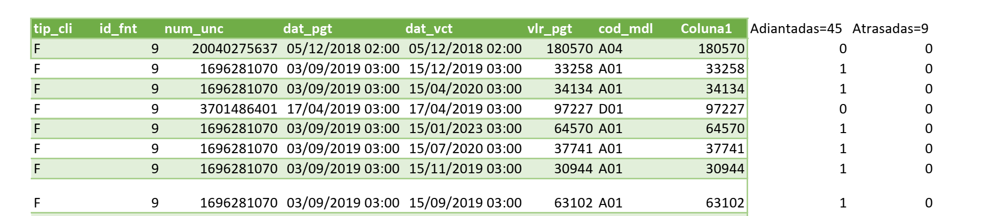 tip_cli id_fnt num_unc dat_pgt dat_vct vlr_pgt cod_mdl Coluna1 Adiantadas=45 Atrasadas=9
F 9 20040275637 05/12/2018 02:00 05/12/2018 02:00 180570 A04 180570 0 0
F 9 1696281070 03/09/2019 03:00 15/12/2019 03:00 33258 A01 33258 1 0
F 9 1696281070 03/09/2019 03:00 15/04/2020 03:00 34134 A01 34134 1 0
F 9 3701486401 17/04/2019 03:00 17/04/2019 03:00 97227 D01 97227 0 0
F 9 1696281070 03/09/2019 03:00 15/01/2023 03:00 64570 A01 64570 1 0
F 9 1696281070 03/09/2019 03:00 15/07/2020 03:00 37741 A01 37741 1 0
F 9 1696281070 03/09/2019 03:00 15/11/2019 03:00 30944 A01 30944 1 0
F 9 1696281070 03/09/2019 03:00 15/09/2019 03:00 63102 A01 63102 1 0